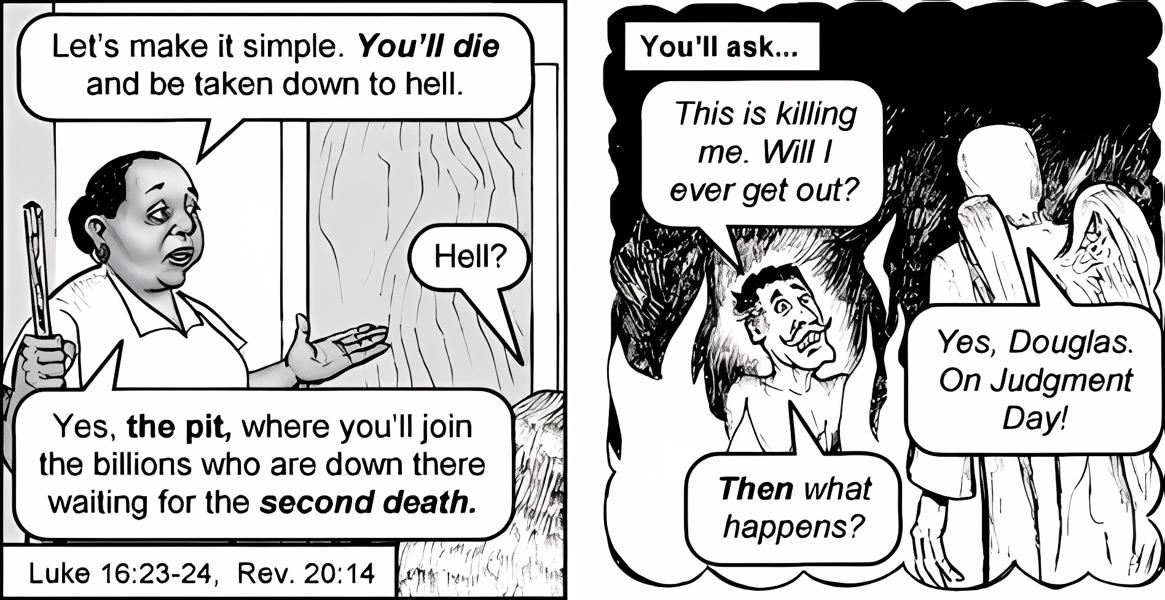 Let's make it simple. You'll die
and be taken down to hell.
Hell?
Yes, the pit, where you'll join
the billions who are down there
waiting for the second death.
Luke 16:23-24, Rev. 20:14
You'll ask...
This is killing
me. Will I
ever get out?
Yes, Douglas.
On Judgment
Day!
Then what
happens?